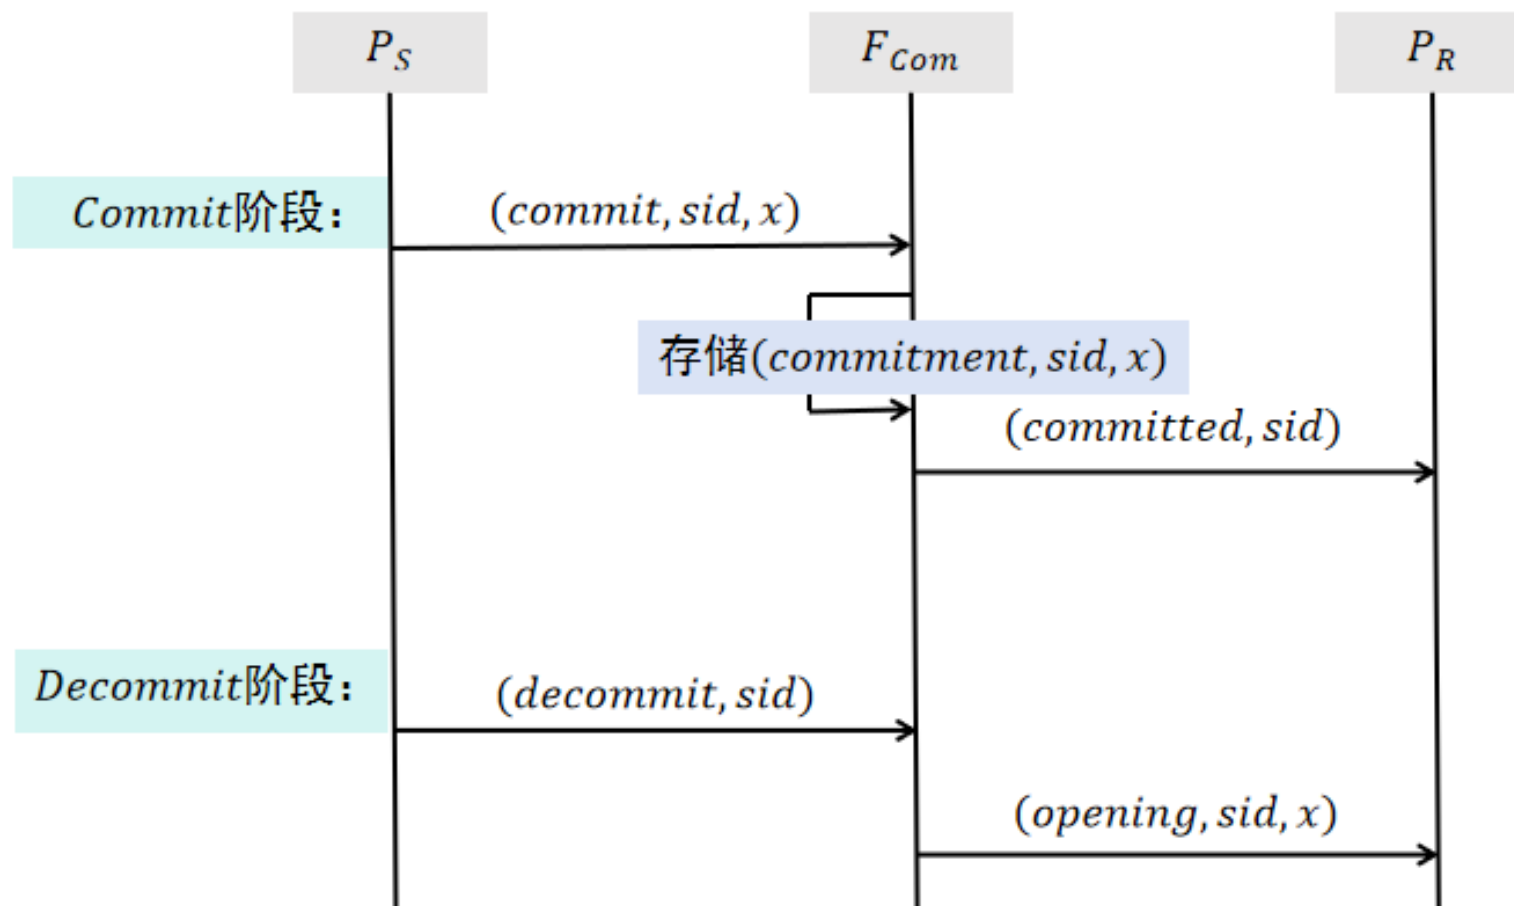 P_S
F_Com
P_R
Commit阶段：
(commit, sid, x)
存储(commitment, sid, x)
(committed, sid)
Decommit阶段：
(decommit, sid)
(opening, sid, x)